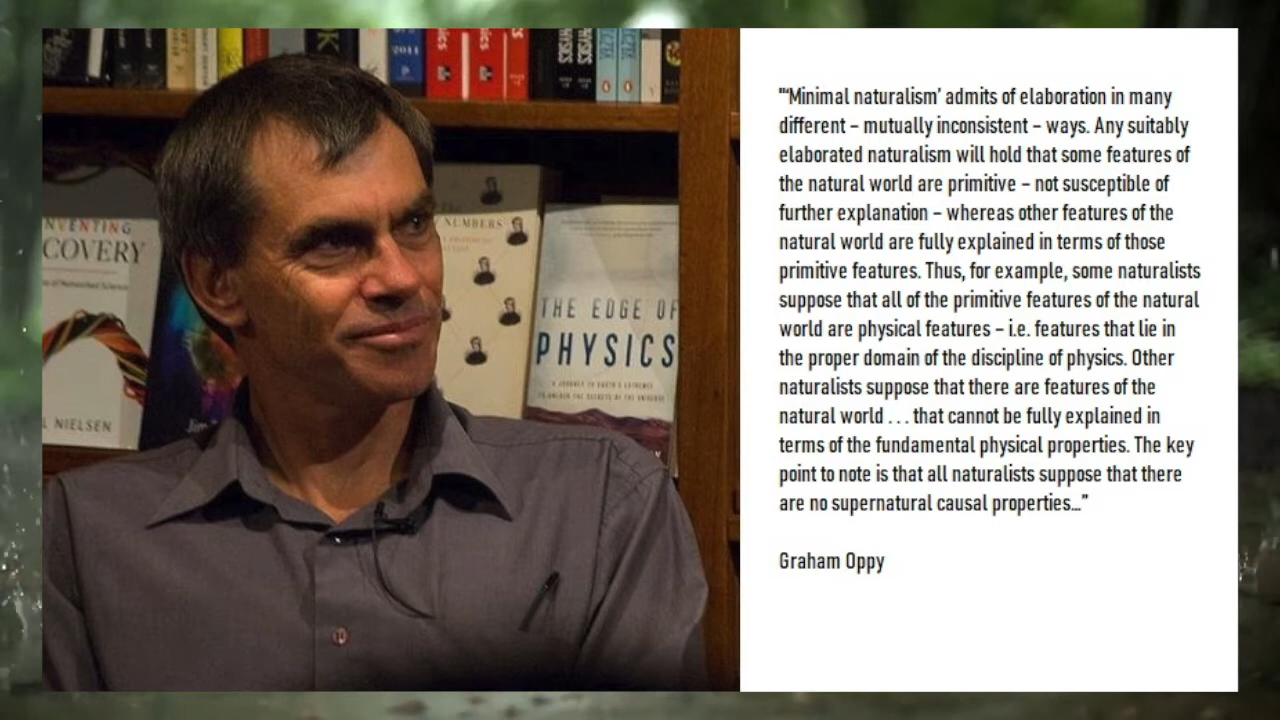 2011
PHYSICS
PHYSICS
NVENTING
COVERY
NUMBERS
L NIELSEN
Jim
THE EDGE OF
PHYSICS
"‘Minimal naturalism’ admits of elaboration in many
different – mutually inconsistent – ways. Any suitably
elaborated naturalism will hold that some features of
the natural world are primitive – not susceptible of
further explanation – whereas other features of the
natural world are fully explained in terms of those
primitive features. Thus, for example, some naturalists
suppose that all of the primitive features of the natural
world are physical features – i.e. features that lie in
the proper domain of the discipline of physics. Other
naturalists suppose that there are features of the
natural world . . . that cannot be fully explained in
terms of the fundamental physical properties. The key
point to note is that all naturalists suppose that there
are no supernatural causal properties…”
Graham Oppy